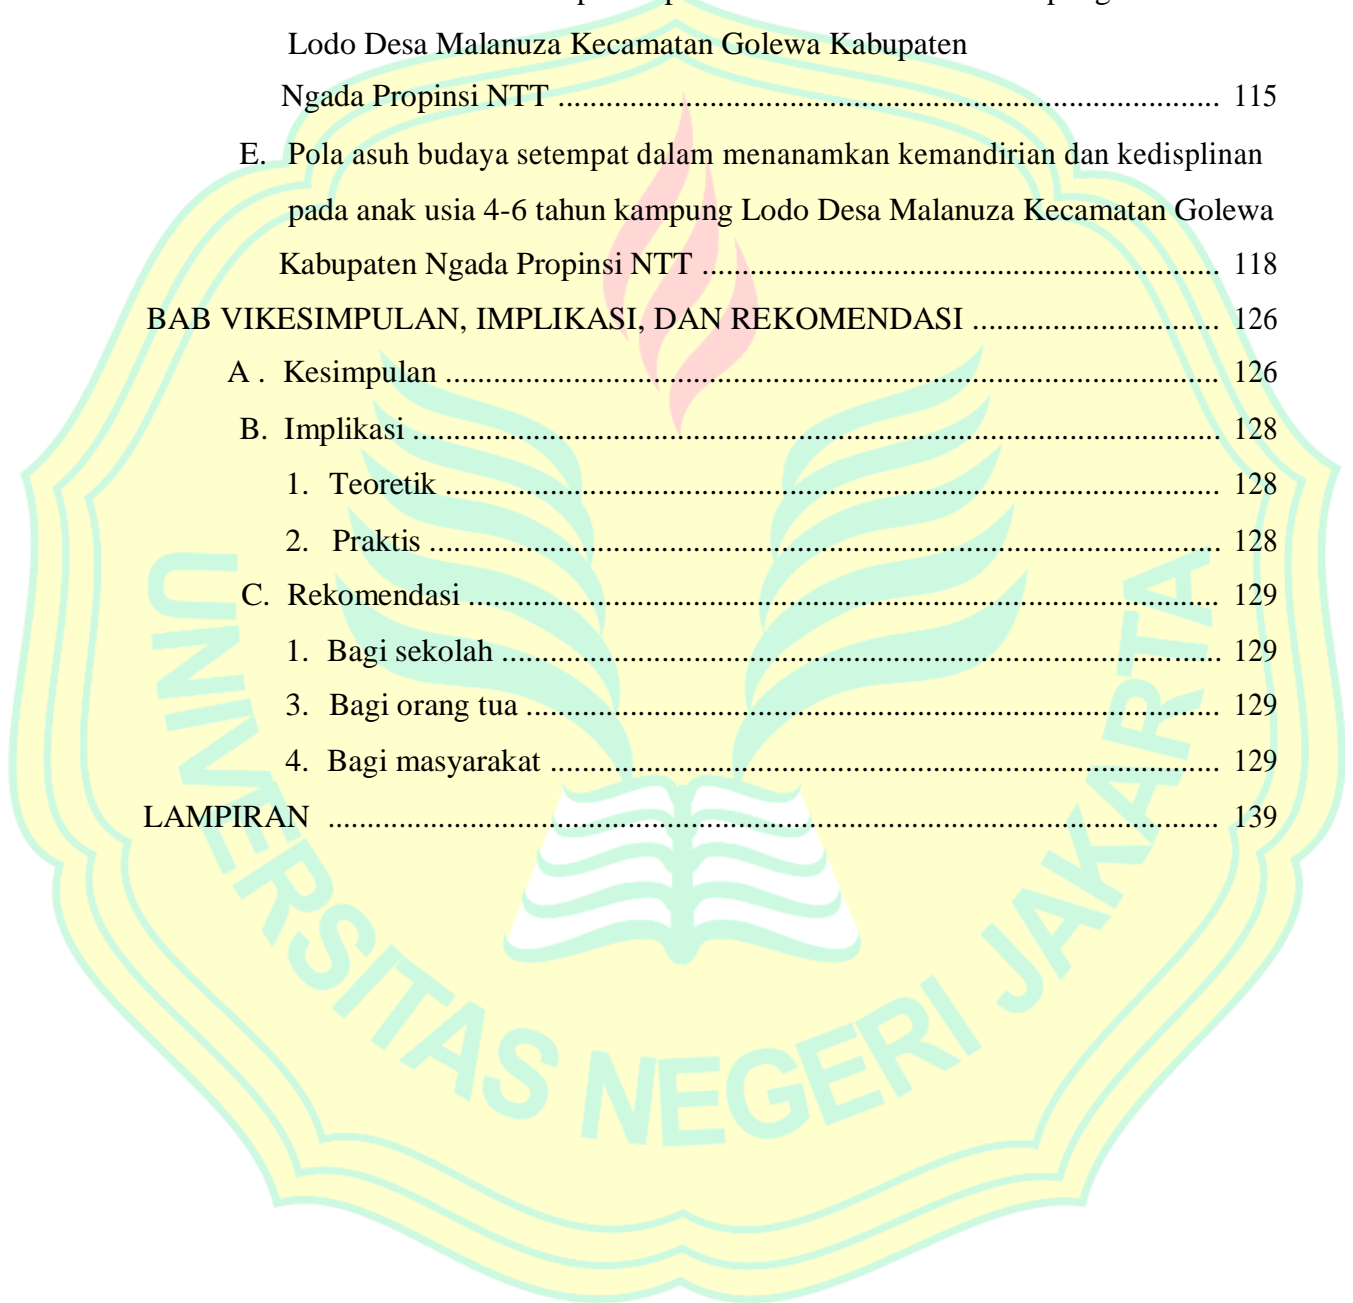 Lodo Desa Malanuza Kecamatan Golewa Kabupaten
Ngada Propinsi NTT ........................................................................................ 115
E. Pola asuh budaya setempat dalam menanamkan kemandirian dan kedisplinan
pada anak usia 4-6 tahun kampung Lodo Desa Malanuza Kecamatan Golewa
Kabupaten Ngada Propinsi NTT ..................................................................... 118
BAB VIKESIMPULAN, IMPLIKASI, DAN REKOMENDASI ................................. 126
A . Kesimpulan ....................................................................................................... 126
B. Implikasi ........................................................................................................... 128
1. Teoretik ....................................................................................................... 128
2. Praktis ......................................................................................................... 128
C. Rekomendasi .................................................................................................... 129
1. Bagi sekolah ................................................................................................ 129
3. Bagi orang tua ............................................................................................. 129
4. Bagi masyarakat .......................................................................................... 129
LAMPIRAN ...................................................................................................................... 139
UNIVERSITAS NEGERI JAKARTA